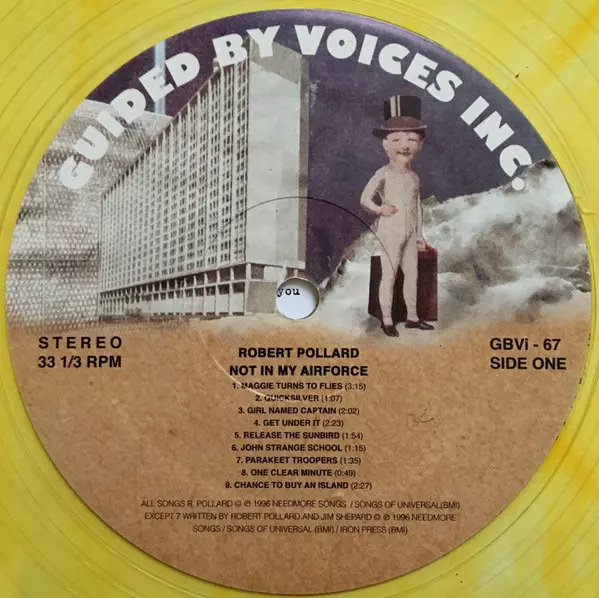 GUIDED BY VOICES INC.
you
STEREO
33 1/3 RPM
GBVi - 67
SIDE ONE
ROBERT POLLARD
NOT IN MY AIRFORCE
1. MAGGIE TURNS TO FLIES (3:15)
2. QUICKSILVER (1:07)
3. GIRL NAMED CAPTAIN (2:02)
4. GET UNDER IT (2:23)
5. RELEASE THE SUNBIRD (1:54)
6. JOHN STRANGE SCHOOL (1:15)
7. PARAKEET TROOPERS (1:35)
8. ONE CLEAR MINUTE (0:49)
9. CHANCE TO BUY AN ISLAND (2:27)
ALL SONGS R. POLLARD © ℗ 1996 NEEDMORE SONGS / SONGS OF UNIVERSAL(BMI)
EXCEPT 7 WRITTEN BY ROBERT POLLARD AND JIM SHEPARD © ℗ 1996 NEEDMORE
SONGS / SONGS OF UNIVERSAL (BMI) / IRON PRESS (BMI)